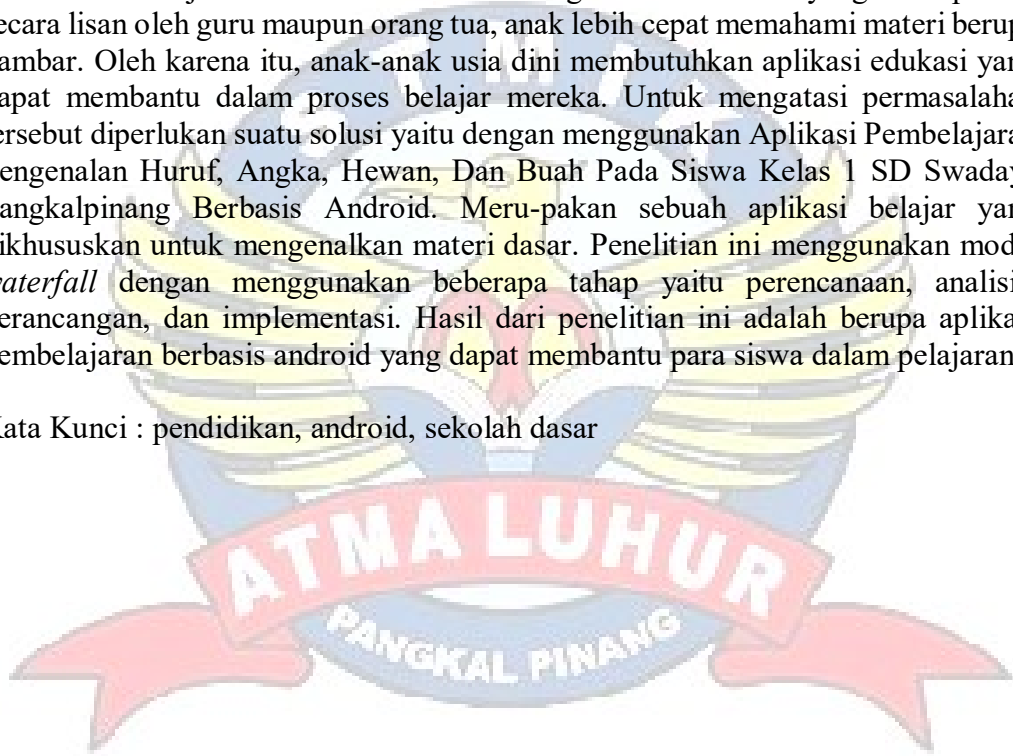 ecara lisan oleh guru maupun orang tua, anak lebih cepat memahami materi berup
ambar. Oleh karena itu, anak-anak usia dini membutuhkan aplikasi edukasi yan
apat membantu dalam proses belajar mereka. Untuk mengatasi permasalaha
ersebut diperlukan suatu solusi yaitu dengan menggunakan Aplikasi Pembelajara
engenalan Huruf, Angka, Hewan, Dan Buah Pada Siswa Kelas 1 SD Swaday
angkalpinang Berbasis Android. Meru-pakan sebuah aplikasi belajar yan
ikhususkan untuk mengenalkan materi dasar. Penelitian ini menggunakan mod
waterfall dengan menggunakan beberapa tahap yaitu perencanaan, analisi
erancangan, dan implementasi. Hasil dari penelitian ini adalah berupa aplika
embelajaran berbasis android yang dapat membantu para siswa dalam pelajaran
Kata Kunci : pendidikan, android, sekolah dasar
STMIK
ATMA LUHUR
PANGKAL PINANG